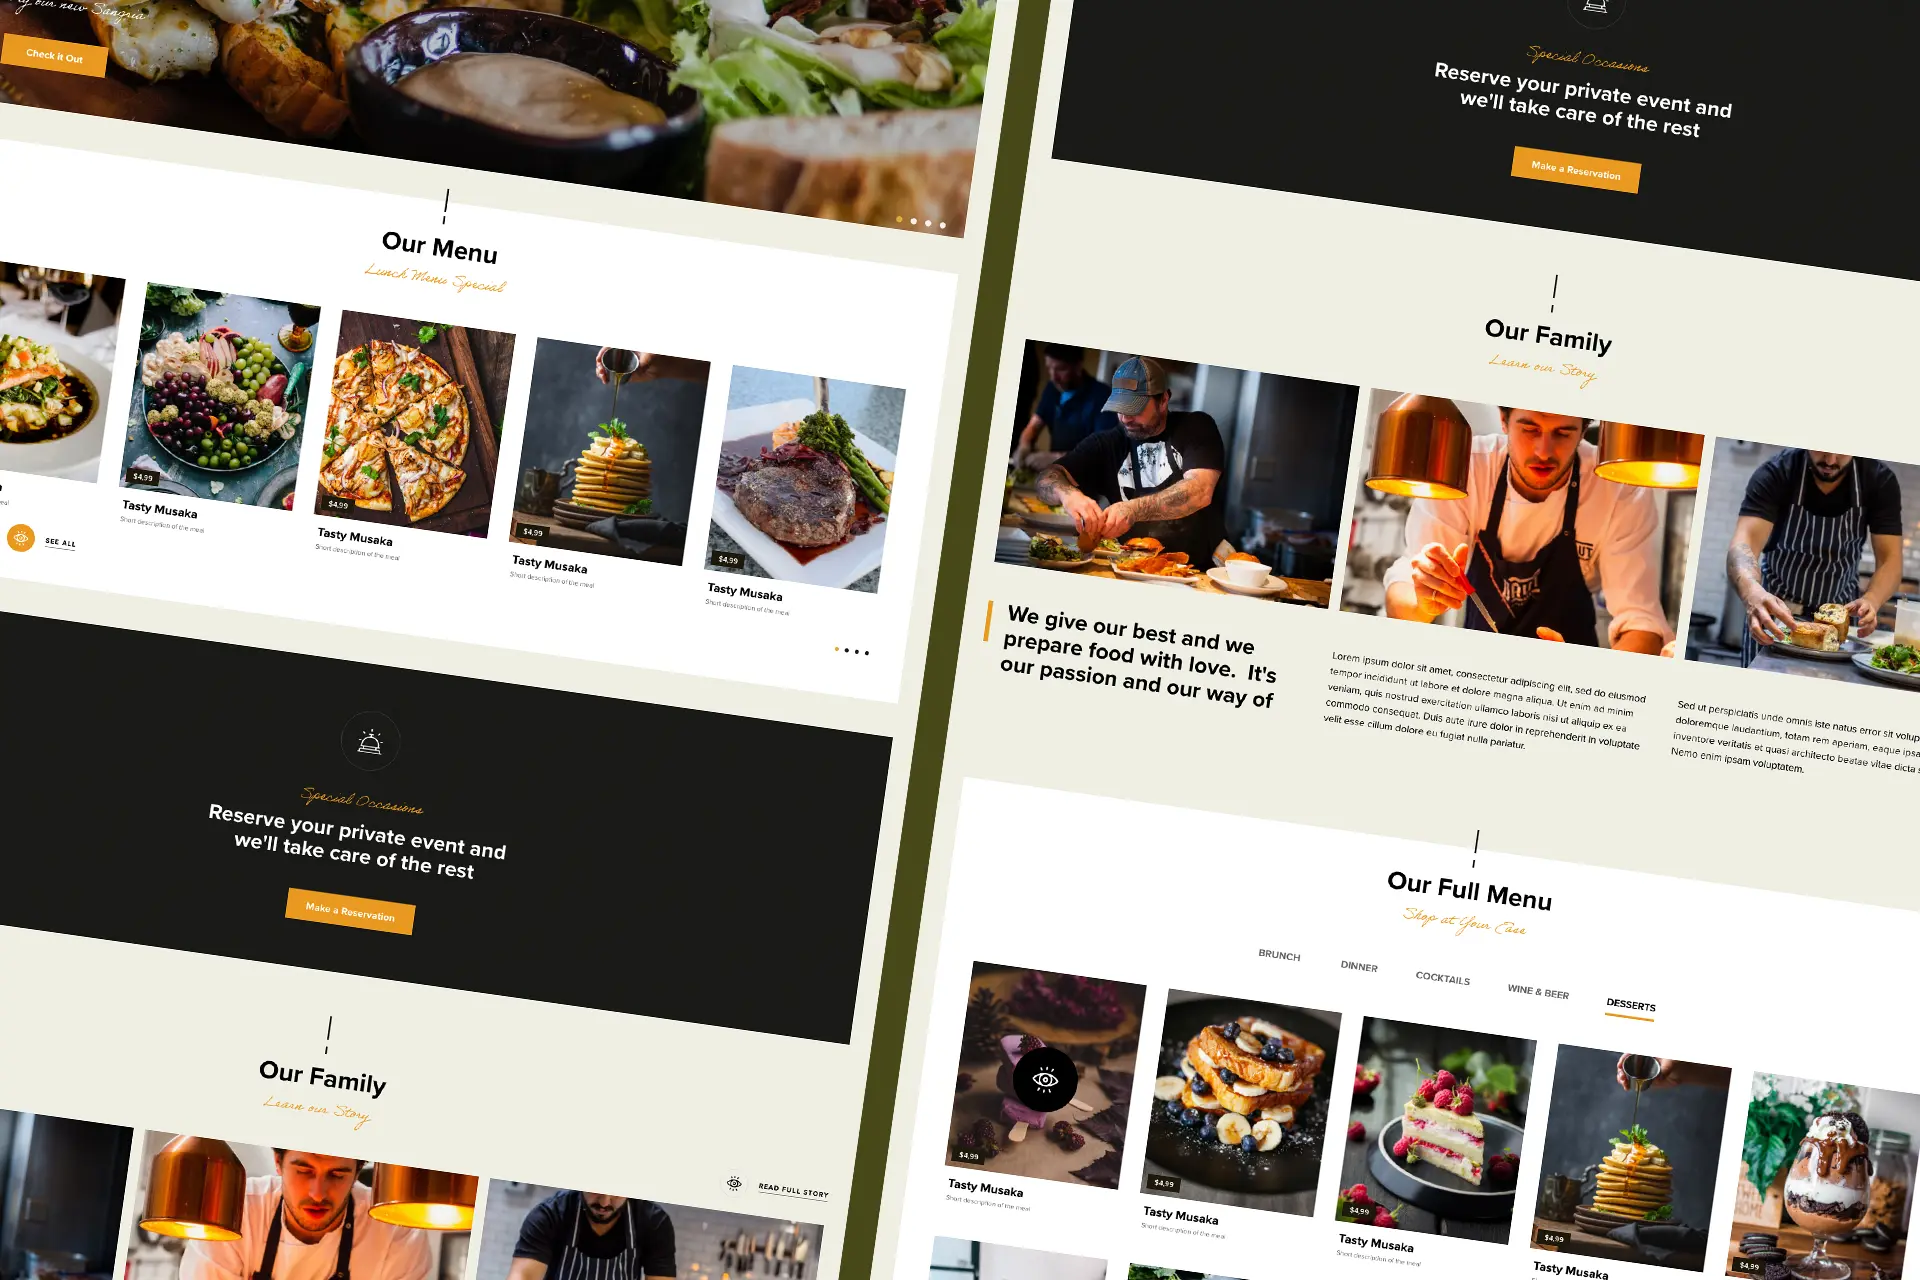 of our new Sangria
Check it Out
Our Menu
Lunch Menu Special
$4,99
Tasty Musaka
Short description of the meal
$4,99
Tasty Musaka
Short description of the meal
$4,99
Tasty Musaka
Short description of the meal
$4,99
Tasty Musaka
Short description of the meal
meal
SEE ALL
Special Occasions
Reserve your private event and
we'll take care of the rest
Make a Reservation
Our Family
Learn our Story
READ FULL STORY
Special Occasions
Reserve your private event and
we'll take care of the rest
Make a Reservation
Our Family
Learn our Story
We give our best and we
prepare food with love. It's
our passion and our way of
Lorem ipsum dolor sit amet, consectetur adipiscing elit, sed do eiusmod
tempor incididunt ut labore et dolore magna aliqua. Ut enim ad minim
veniam, quis nostrud exercitation ullamco laboris nisi ut aliquip ex ea
commodo consequat. Duis aute irure dolor in reprehenderit in voluptate
velit esse cillum dolore eu fugiat nulla pariatur.
Sed ut perspiciatis unde omnis iste natus error sit volup
doloremque laudantium, totam rem aperiam, eaque ipsa
inventore veritatis et quasi architecto beatae vitae dicta s
Nemo enim ipsam voluptatem.
Our Full Menu
Shop at Your Ease
BRUNCH
DINNER
COCKTAILS
WINE & BEER
DESSERTS
$4,99
Tasty Musaka
Short description of the meal
$4,99
Tasty Musaka
Short description of the meal
$4,99
Tasty Musaka
Short description of the meal
$4,99
Tasty Musaka
$4,99